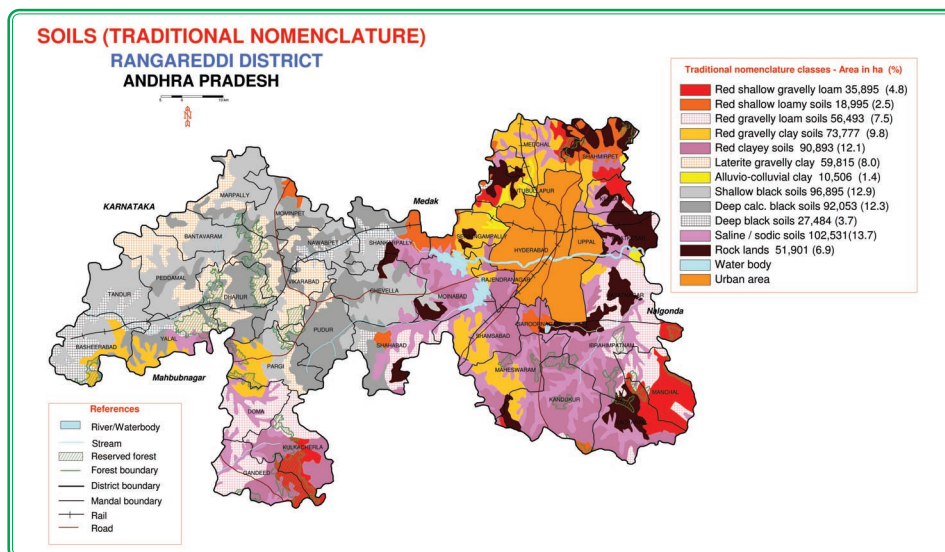 SOILS (TRADITIONAL NOMENCLATURE)
RANGAREDDI DISTRICT
ANDHRA PRADESH
Traditional nomenclature classes - Area in ha (%)
Red shallow gravelly loam 35,895 (4.8)
Red shallow loamy soils 18,995 (2.5)
Red gravelly loam soils 56,493 (7.5)
Red gravelly clay soils 73,777 (9.8)
Red clayey soils 90,893 (12.1)
Laterite gravelly clay 59,815 (8.0)
Alluvio-colluvial clay 10,506 (1.4)
Shallow black soils 96,895 (12.9)
Deep calc. black soils 92,053 (12.3)
Deep black soils 27,484 (3.7)
Saline / sodic soils 102,531(13.7)
Rock lands 51,901 (6.9)
Water body
Urban area
MEDCHAL
SHAHMIRPET
KARNATAKA
MARPALLY
MOMINPET
Medak
BANTAVARAM
NAWABPET
SHANKARPALLY
HYDERABAD
UPPAL
PEDDAMAL
DHARUR
VIKARABAD
CHEVELLA
MOINABAD
RAJENDRANAGAR
TANDUR
Nalgonda
PUDUR
BASHEERABAD
YALAL
SHAHABAD
SHAMSABAD
IBRAHIMPATNAM
Mahbubnagar
PARGI
MAHESWARAM
MANCHAL
KANDUKUR
DOMA
KULKACHERLA
GANDEED
References
River/Waterbody
Stream
Reserved forest
Forest boundary
District boundary
Mandal boundary
Rail
Road